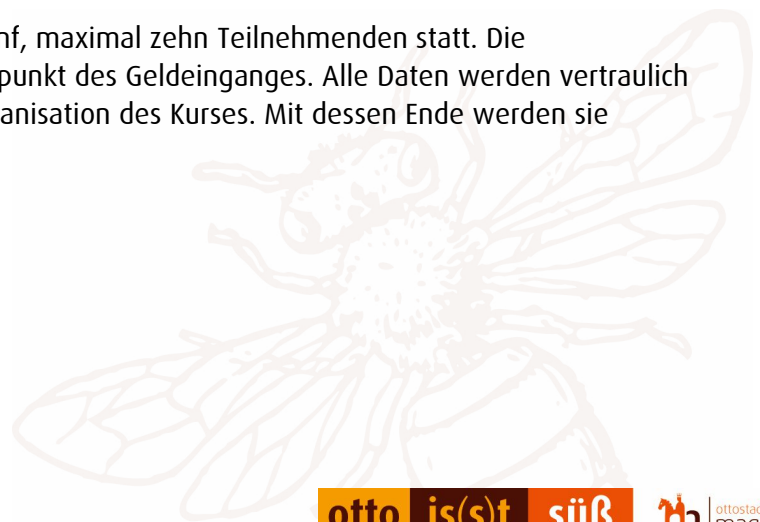 nf, maximal zehn Teilnehmenden statt. Die
punkt des Geldeinganges. Alle Daten werden vertraulich
anisation des Kurses. Mit dessen Ende werden sie
otto is(s)t süß
ottostad